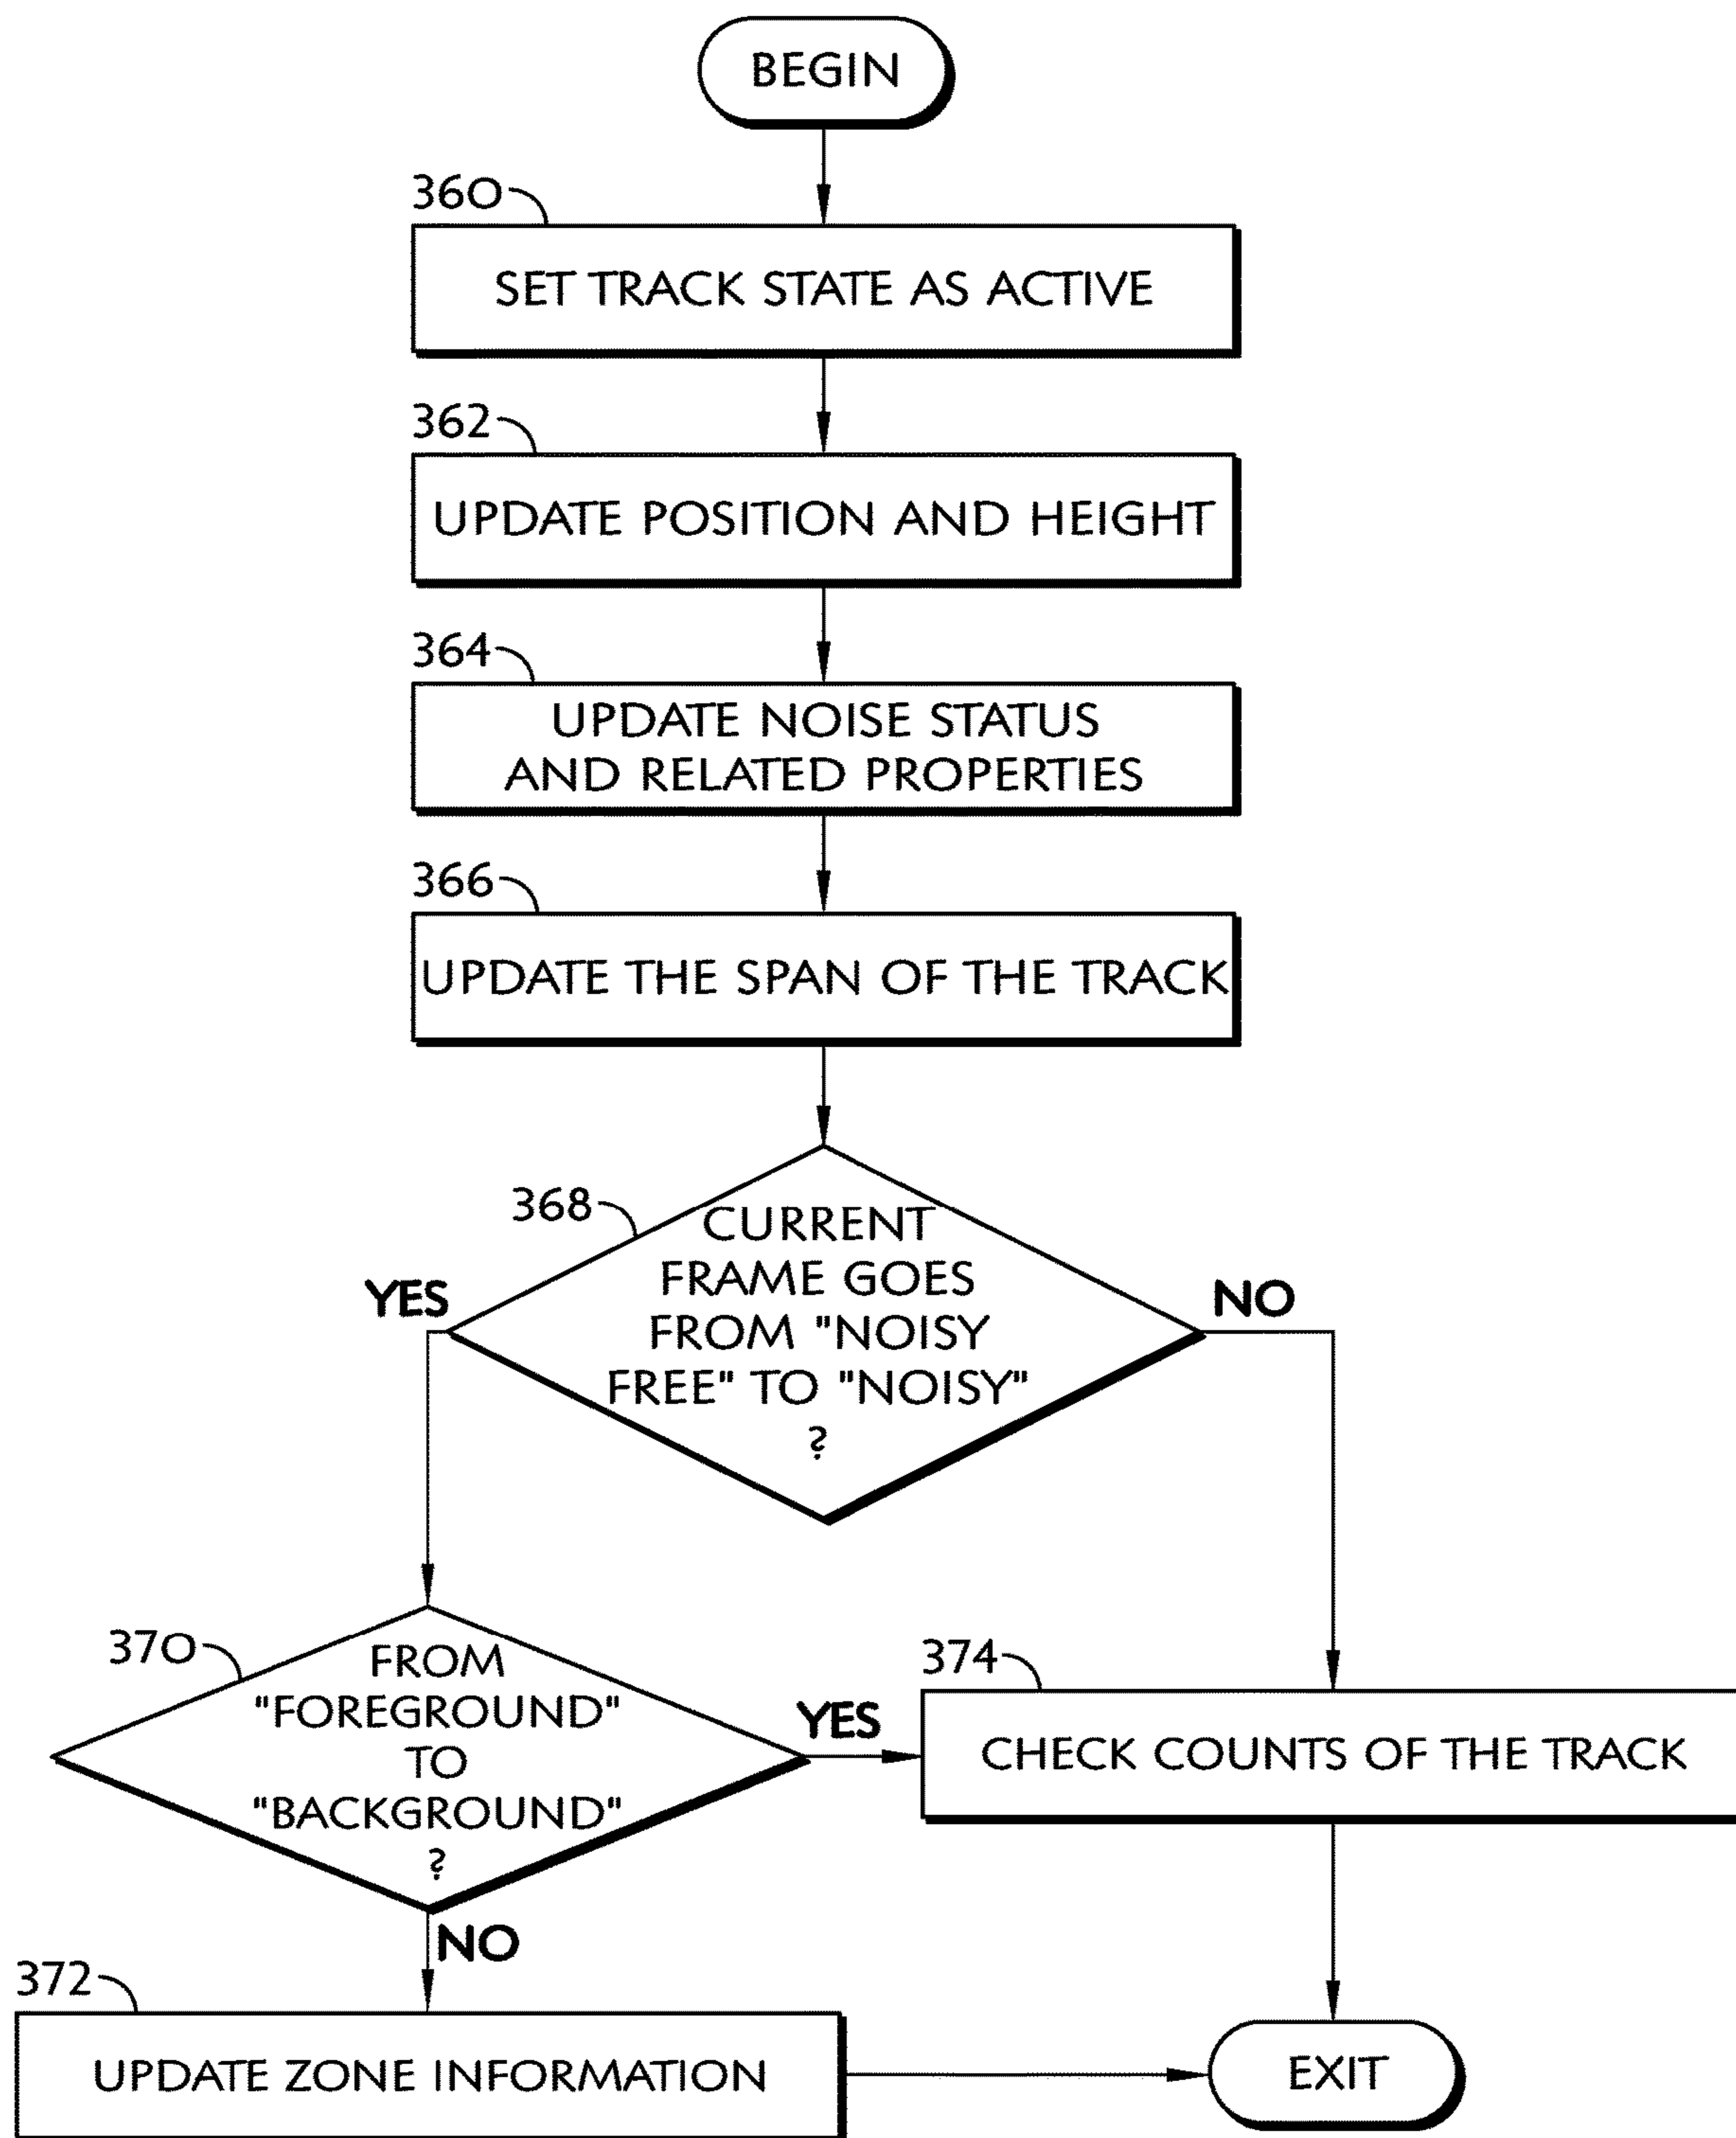 BEGIN
360
SET TRACK STATE AS ACTIVE
362
UPDATE POSITION AND HEIGHT
364
UPDATE NOISE STATUS
AND RELATED PROPERTIES
366
UPDATE THE SPAN OF THE TRACK
368
CURRENT
FRAME GOES
FROM "NOISY
FREE" TO "NOISY"
?
YES
NO
370
FROM
"FOREGROUND"
TO
"BACKGROUND"
?
YES
374
CHECK COUNTS OF THE TRACK
NO
372
UPDATE ZONE INFORMATION
EXIT